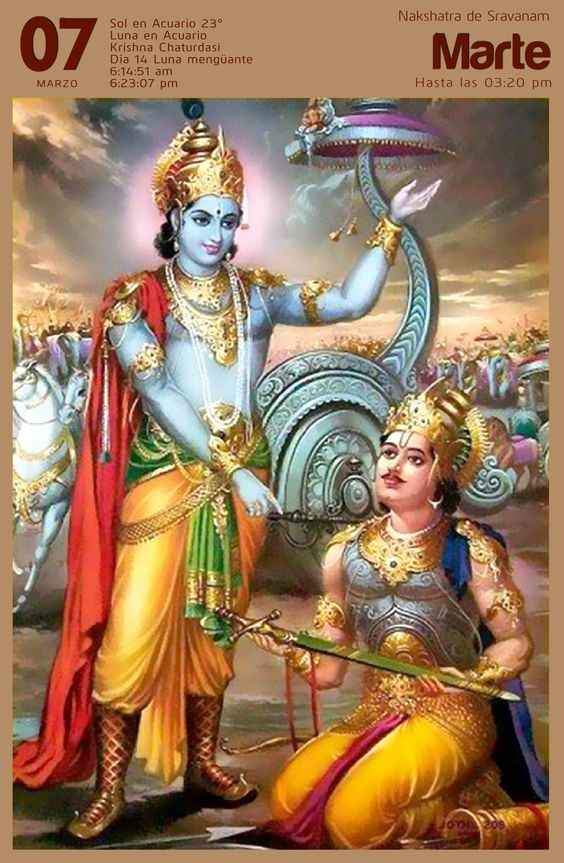 07
MARZO
Sol en Acuario 23°
Luna en Acuario
Krishna Chaturdasi
Día 14 Luna mengüante
6:14:51 am
6:23:07 pm
Nakshatra de Sravanam
Marte
Hasta las 03:20 pm